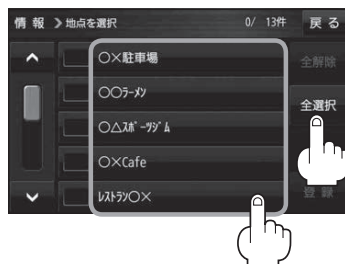 情 報 ❯地点を選択 0/ 13件 戻 る
○×駐車場 全解除
○○ﾗｰﾒﾝ 全選択
○△ｽﾎﾟｰﾂｼﾞﾑ
○×Cafe
ﾚｽﾄﾗﾝ○× 登 録